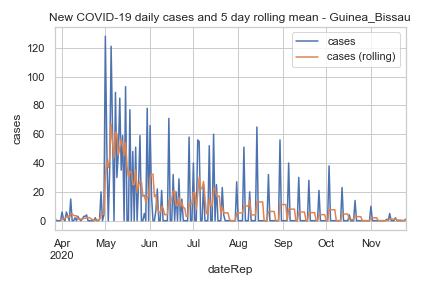 New COVID-19 daily cases and 5 day rolling mean - Guinea_Bissau
cases
cases (rolling)
120
100
80
60
40
20
0
cases
Apr May Jun Jul Aug Sep Oct Nov
2020
dateRep